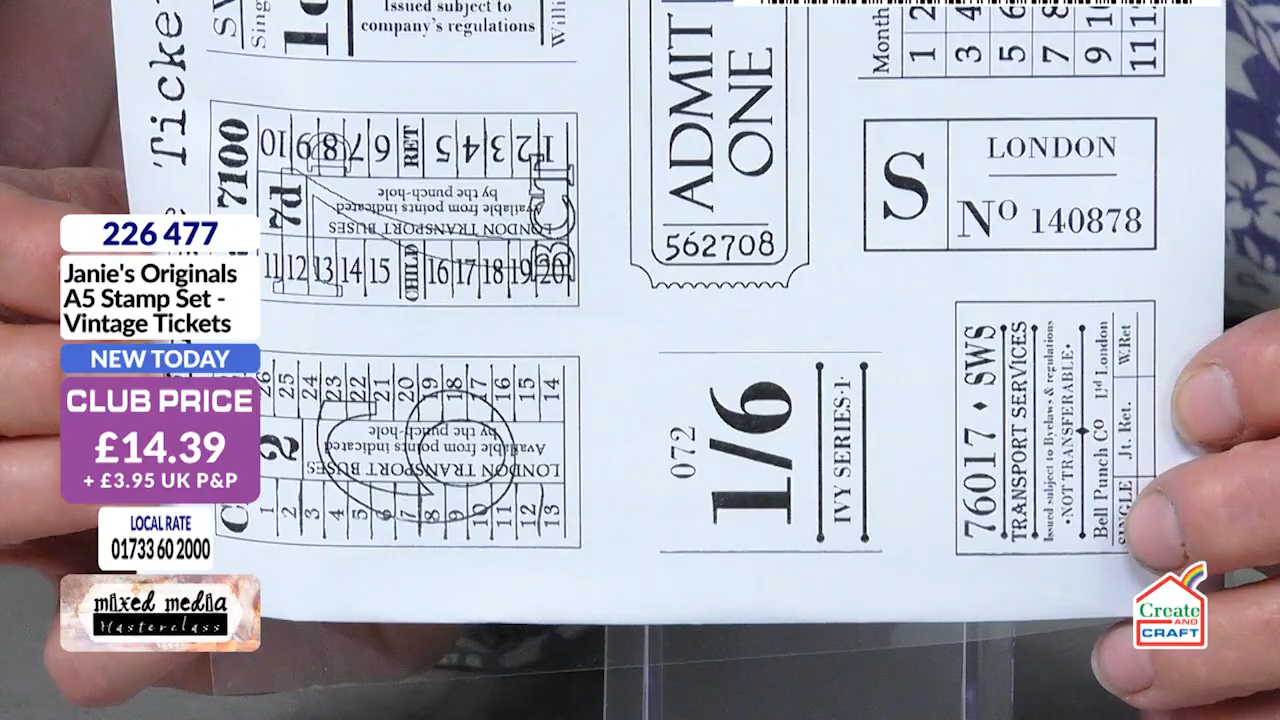 226 477
Janie's Originals
A5 Stamp Set -
Vintage Tickets
NEW TODAY
CLUB PRICE
£14.39
+ £3.95 UK P&P
LOCAL RATE
01733 60 2000
mixed media
Masterclass
Issued subject to
company's regulations
7100
10 9 8 7 6 RET 5 4 3 2 1
7d
LONDON TRANSPORT BUSES
Available from points indicated
by the punch-hole
11 12 13 14 15 CHILD 16 17 18 19 20
26 25 24 23 22 21 20 19 18 17 16 15 14
2
LONDON TRANSPORT BUSES
Available from points indicated
by the punch-hole
1 2 3 4 5 6 7 8 9 10 11 12 13
ADMIT
ONE
562708
072
1/6
IVY SERIES·1·
Month
1 2
3 4
5 6
7 8
9 10
11
S
LONDON
Nº 140878
76017 • SWS
TRANSPORT SERVICES
Issued subject to Byelaws & regulations
•NOT TRANSFERABLE•
Bell Punch Cº Lᵗᵈ London
SINGLE Jt. Ret. W.Ret
Create
AND
CRAFT